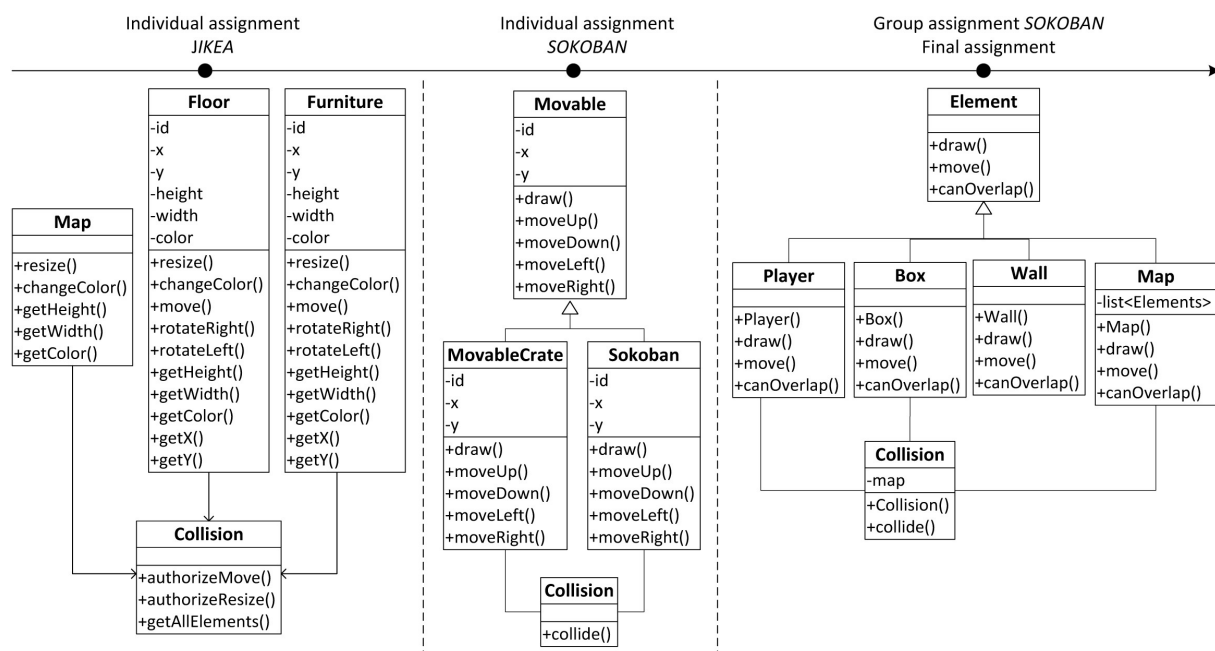 Individual assignment
JIKEA
Individual assignment
SOKOBAN
Group assignment SOKOBAN
Final assignment
Map
+resize()
+changeColor()
+getHeight()
+getWidth()
+getColor()
Floor
-id
-x
-y
-height
-width
-color
+resize()
+changeColor()
+move()
+rotateRight()
+rotateLeft()
+getHeight()
+getWidth()
+getColor()
+getX()
+getY()
Furniture
-id
-x
-y
-height
-width
-color
+resize()
+changeColor()
+move()
+rotateRight()
+rotateLeft()
+getHeight()
+getWidth()
+getColor()
+getX()
+getY()
Collision
+authorizeMove()
+authorizeResize()
+getAllElements()
Movable
-id
-x
-y
+draw()
+moveUp()
+moveDown()
+moveLeft()
+moveRight()
MovableCrate
-id
-x
-y
+draw()
+moveUp()
+moveDown()
+moveLeft()
+moveRight()
Sokoban
-id
-x
-y
+draw()
+moveUp()
+moveDown()
+moveLeft()
+moveRight()
Collision
+collide()
Element
+draw()
+move()
+canOverlap()
Player
+Player()
+draw()
+move()
+canOverlap()
Box
+Box()
+draw()
+move()
+canOverlap()
Wall
+Wall()
+draw()
+move()
+canOverlap()
Map
-list<Elements>
+Map()
+draw()
+move()
+canOverlap()
Collision
-map
+Collision()
+collide()